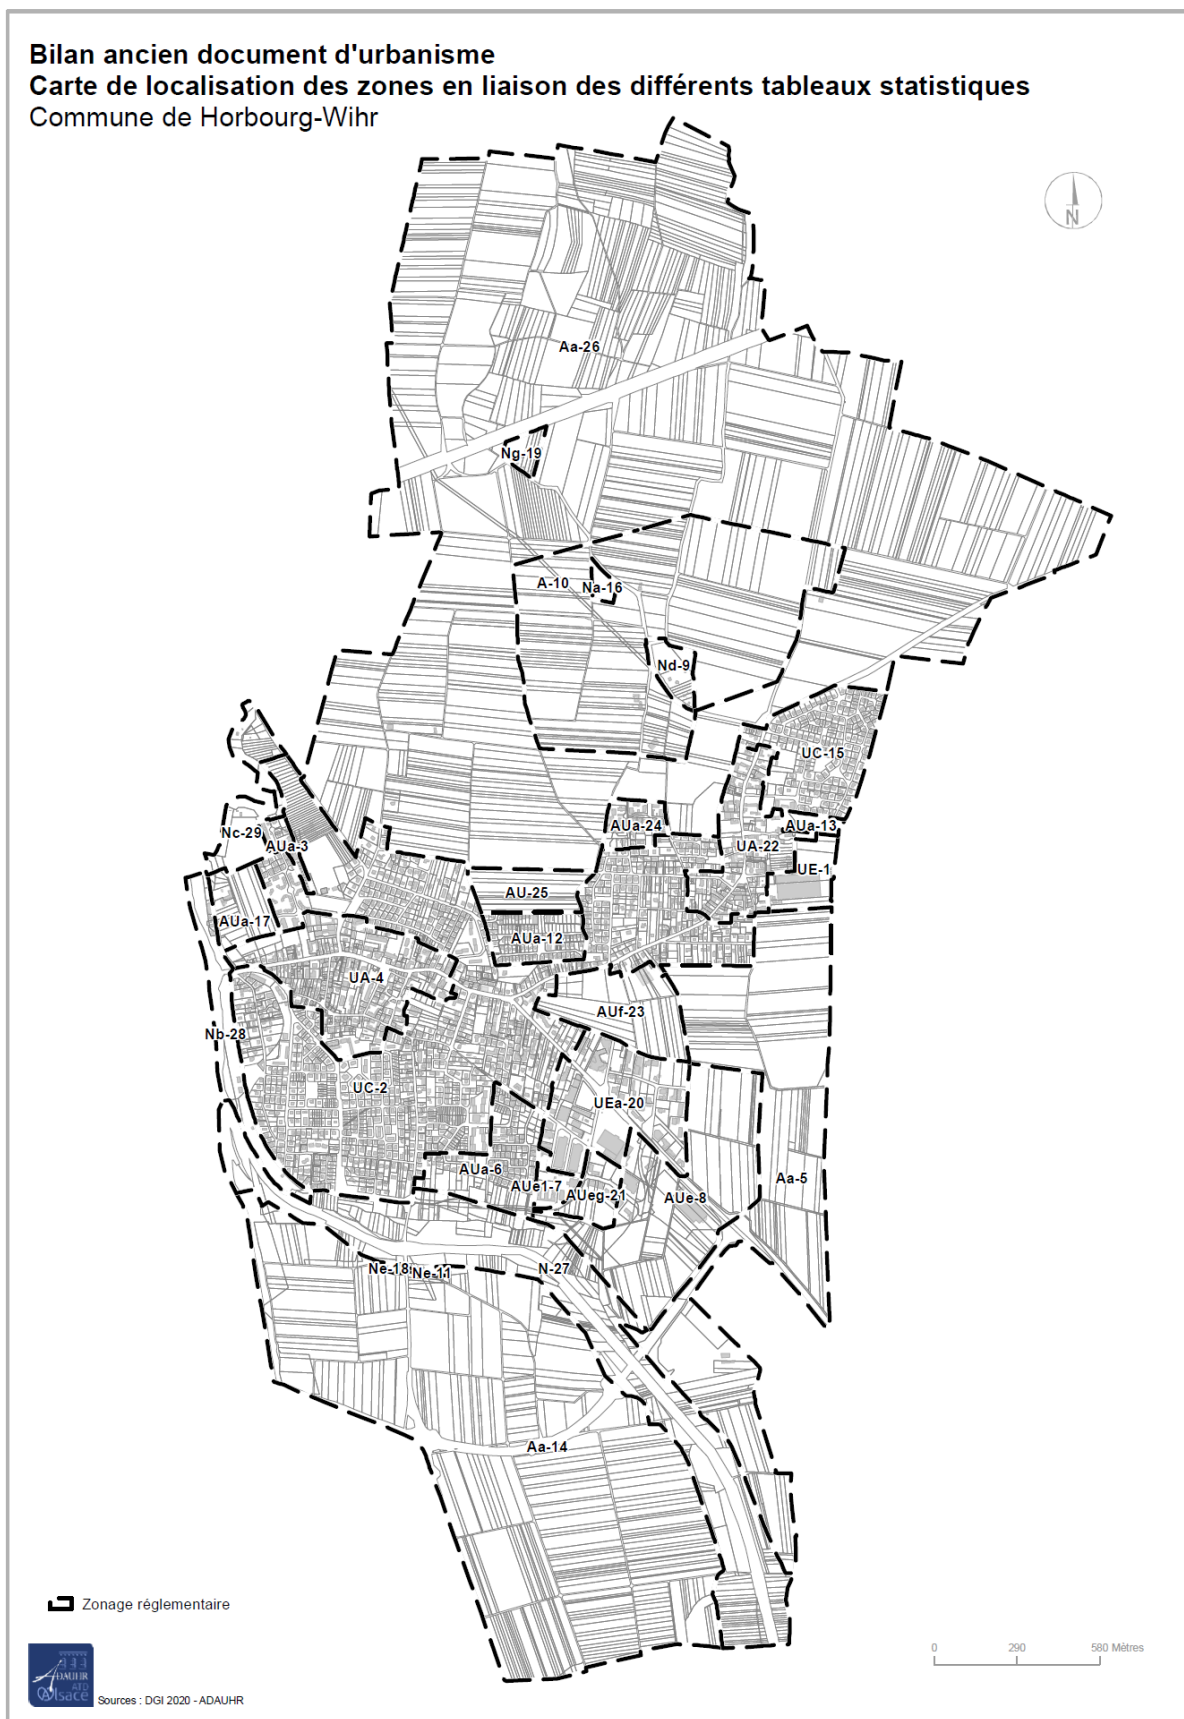 Bilan ancien document d'urbanisme
Carte de localisation des zones en liaison des différents tableaux statistiques
Commune de Horbourg-Wihr
N
Aa-26
Ng-19
A-10
Na-16
Nd-9
UC-15
Nc-29
AUa-3
AUa-24
AUa-13
UA-22
UE-1
AU-25
AUa-17
AUa-12
UA-4
AUf-23
Nb-28
UC-2
UEa-20
AUa-6
AUe1-7
AUeg-21
AUe-8
Aa-5
Ne-18
Ne-11
N-27
Aa-14
Zonage réglementaire
0 290 580 Mètres
ADAUHR
ATD
Alsace
Sources : DGI 2020 - ADAUHR